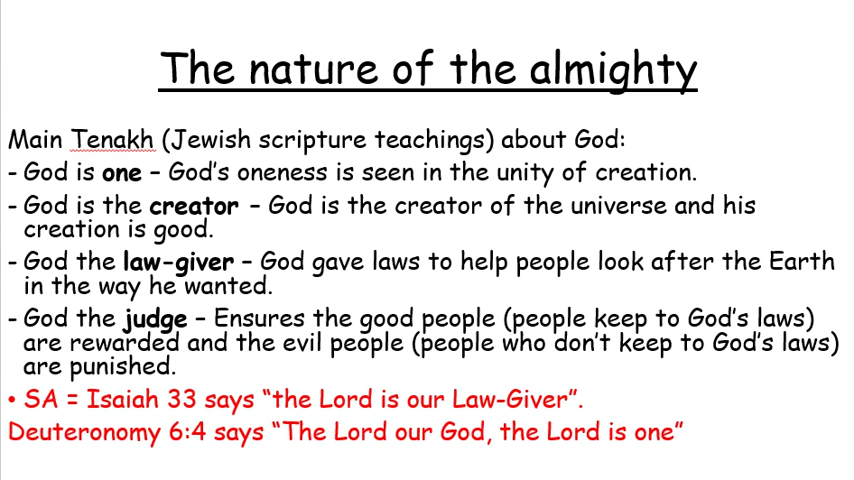 The nature of the almighty
Main Tenakh (Jewish scripture teachings) about God:
- God is one – God's oneness is seen in the unity of creation.
- God is the creator – God is the creator of the universe and his
creation is good.
- God the law-giver – God gave laws to help people look after the Earth
in the way he wanted.
- God the judge – Ensures the good people (people keep to God's laws)
are rewarded and the evil people (people who don't keep to God's laws)
are punished.
• SA = Isaiah 33 says "the Lord is our Law-Giver".
Deuteronomy 6:4 says "The Lord our God, the Lord is one"